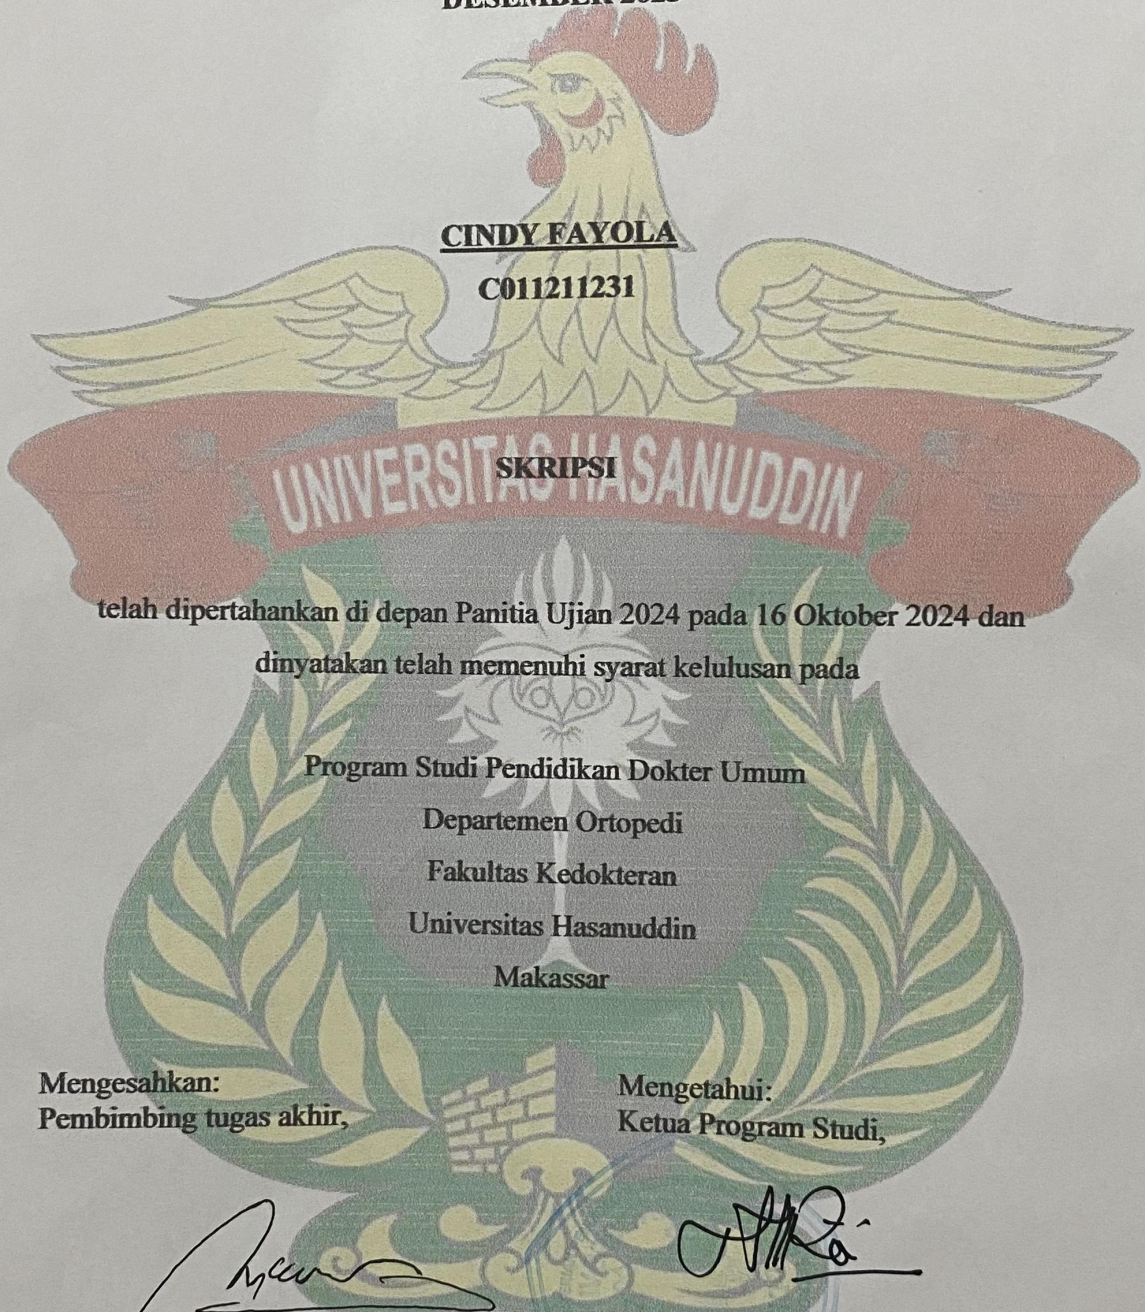 CINDY FAYOLA
C011211231
UNIVERSITAS HASANUDDIN
SKRIPSI
telah dipertahankan di depan Panitia Ujian 2024 pada 16 Oktober 2024 dan
dinyatakan telah memenuhi syarat kelulusan pada
Program Studi Pendidikan Dokter Umum
Departemen Ortopedi
Fakultas Kedokteran
Universitas Hasanuddin
Makassar
Mengesahkan:
Pembimbing tugas akhir,
Mengetahui:
Ketua Program Studi,